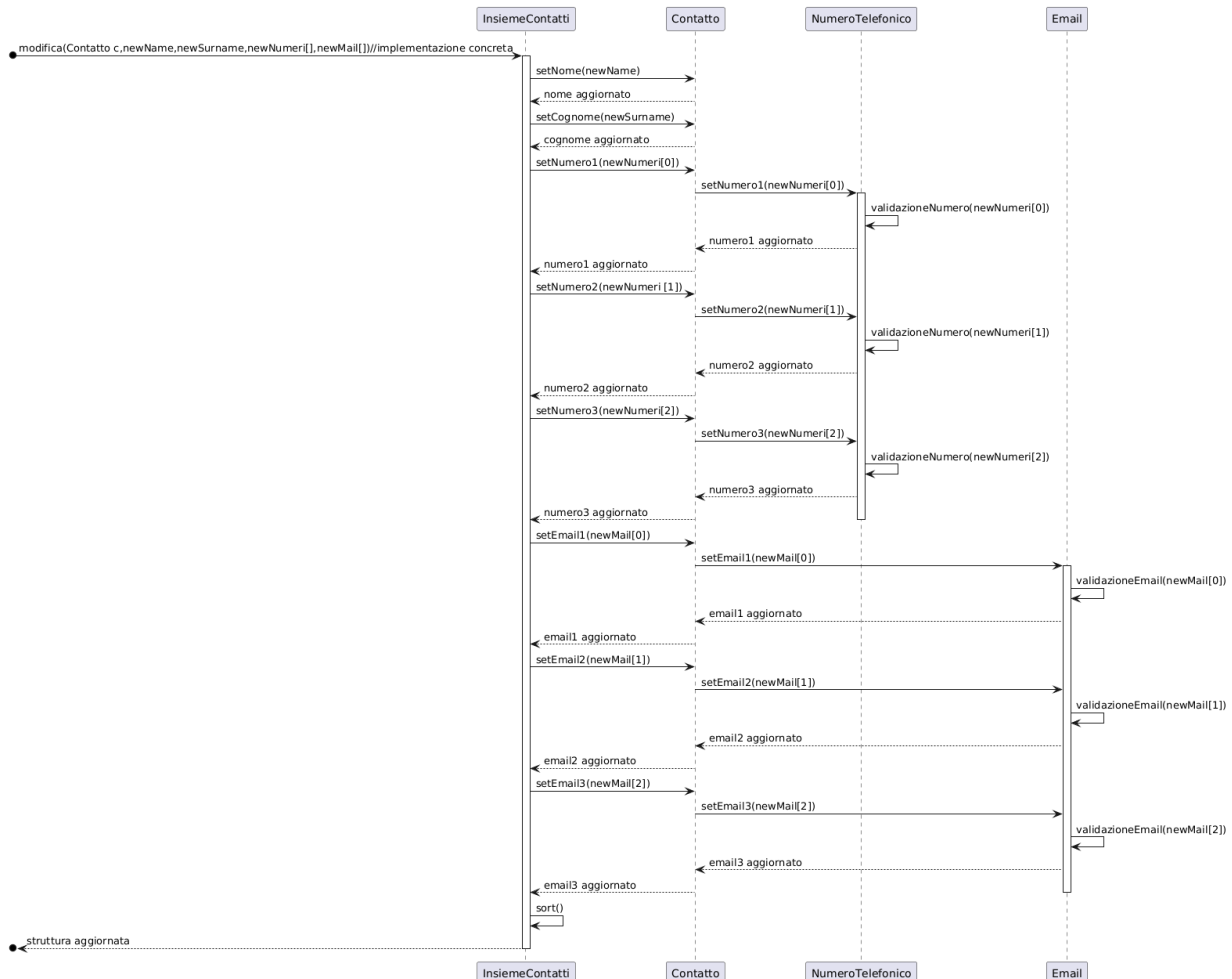 InsiemeContatti
Contatto
NumeroTelefonico
Email
modifica(Contatto c,newName,newSurname,newNumeri[],newMail[])//implementazione concreta
setNome(newName)
nome aggiornato
setCognome(newSurname)
cognome aggiornato
setNumero1(newNumeri[0])
setNumero1(newNumeri[0])
validazioneNumero(newNumeri[0])
numero1 aggiornato
numero1 aggiornato
setNumero2(newNumeri [1])
setNumero2(newNumeri[1])
validazioneNumero(newNumeri[1])
numero2 aggiornato
numero2 aggiornato
setNumero3(newNumeri[2])
setNumero3(newNumeri[2])
validazioneNumero(newNumeri[2])
numero3 aggiornato
numero3 aggiornato
setEmail1(newMail[0])
setEmail1(newMail[0])
validazioneEmail(newMail[0])
email1 aggiornato
email1 aggiornato
setEmail2(newMail[1])
setEmail2(newMail[1])
validazioneEmail(newMail[1])
email2 aggiornato
email2 aggiornato
setEmail3(newMail[2])
setEmail3(newMail[2])
validazioneEmail(newMail[2])
email3 aggiornato
email3 aggiornato
sort()
struttura aggiornata
InsiemeContatti
Contatto
NumeroTelefonico
Email